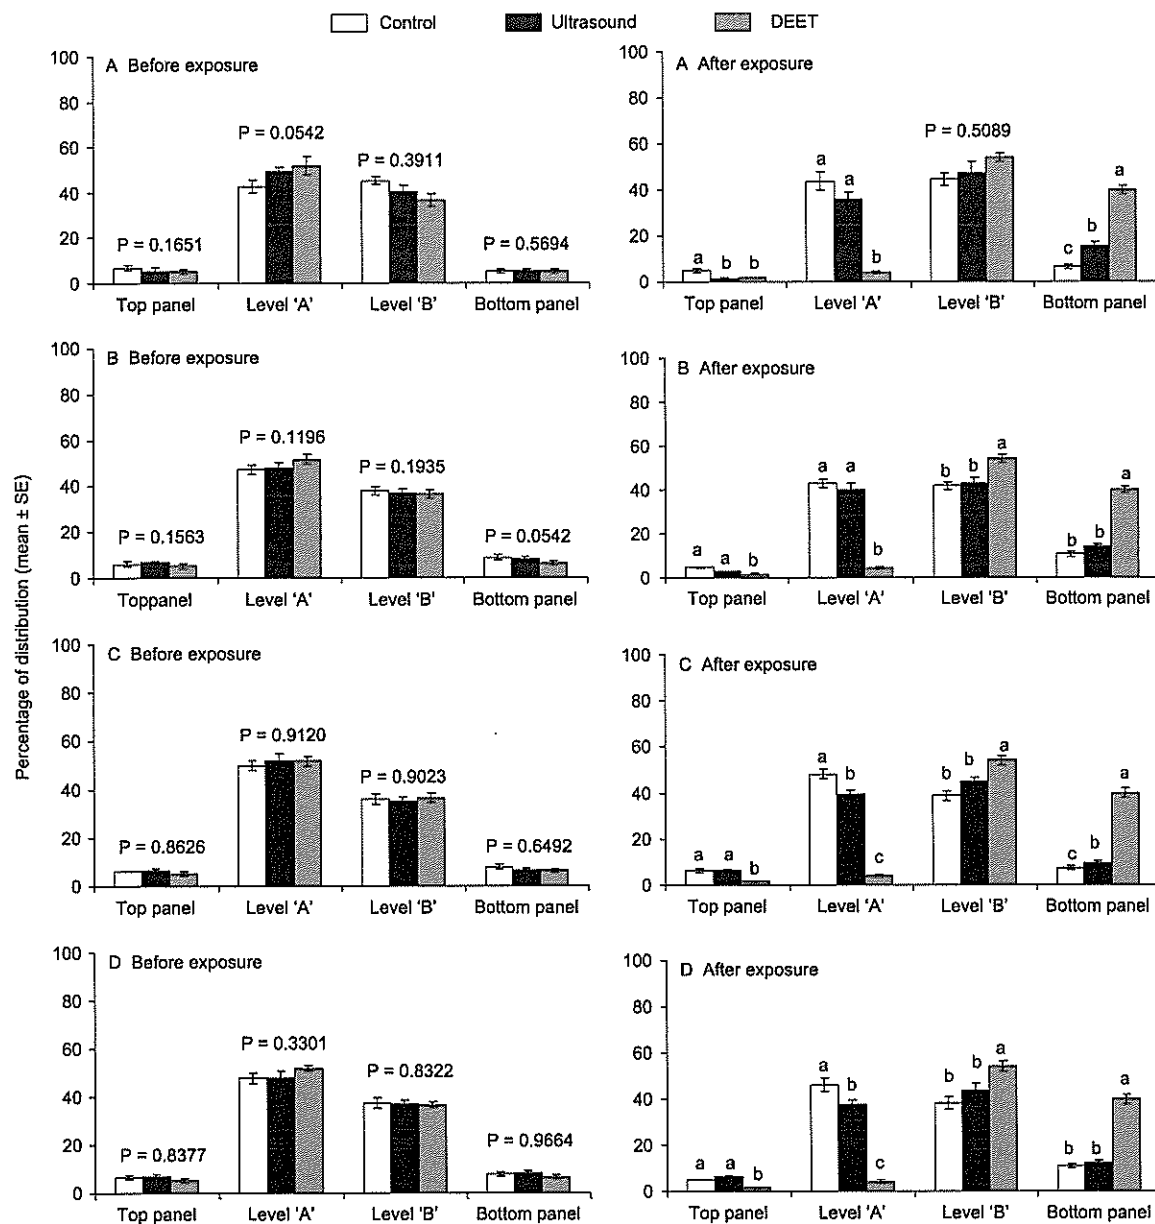 Control Ultrasound DEET
Percentage of distribution (mean ± SE)
A Before exposure
100
80
60
40
20
0
P = 0.1651
P = 0.0542
P = 0.3911
P = 0.5694
Top panel Level 'A' Level 'B' Bottom panel
A After exposure
100
80
60
40
20
0
a b b
a a b
P = 0.5089
c b a
Top panel Level 'A' Level 'B' Bottom panel
B Before exposure
100
80
60
40
20
0
P = 0.1563
P = 0.1196
P = 0.1935
P = 0.0542
Toppanel Level 'A' Level 'B' Bottom panel
B After exposure
100
80
60
40
20
0
a a b
a a b
b b a
b b a
Top panel Level 'A' Level 'B' Bottom panel
C Before exposure
100
80
60
40
20
0
P = 0.8626
P = 0.9120
P = 0.9023
P = 0.6492
Top panel Level 'A' Level 'B' Bottom panel
C After exposure
100
80
60
40
20
0
a a b
a b c
b b a
c b a
Top panel Level 'A' Level 'B' Bottom panel
D Before exposure
100
80
60
40
20
0
P = 0.8377
P = 0.3301
P = 0.8322
P = 0.9664
Top panel Level 'A' Level 'B' Bottom panel
D After exposure
100
80
60
40
20
0
a a b
a b c
b b a
b b a
Top panel Level 'A' Level 'B' Bottom panel